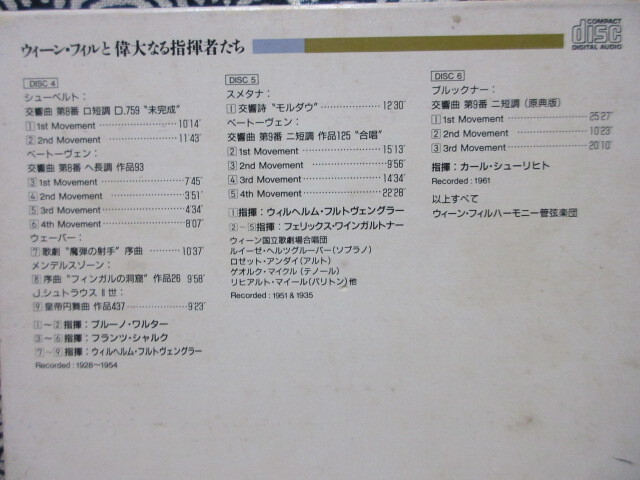 ウィーン・フィルと偉大なる指揮者たち
COMPACT
disc
DIGITAL AUDIO
DISC 4
シューベルト:
交響曲 第8番 ロ短調 D.759 "未完成"
1 1st Movement 10'14"
2 2nd Movement 11'43"
ベートーヴェン:
交響曲 第8番 ヘ長調 作品93
3 1st Movement 7'45"
4 2nd Movement 3'51"
5 3rd Movement 4'34"
6 4th Movement 8'07"
ウェーバー:
7 歌劇 "魔弾の射手" 序曲 10'37"
メンデルスゾーン:
8 序曲 "フィンガルの洞窟" 作品26 9'58"
J.シュトラウスⅡ世:
9 皇帝円舞曲 作品437 9'23"
1~2指揮:ブルーノ・ワルター
3~6指揮:フランツ・シャルク
7~9指揮:ウィルヘルム・フルトヴェングラー
Recorded : 1928~1954
DISC 5
スメタナ:
1 交響詩 "モルダウ" 12'30"
ベートーヴェン:
交響曲 第9番 ニ短調 作品125 "合唱"
2 1st Movement 15'13"
3 2nd Movement 9'56"
4 3rd Movement 14'34"
5 4th Movement 22'28"
1指揮:ウィルヘルム・フルトヴェングラー
2~5指揮:フェリックス・ワインガルトナー
ウィーン国立歌劇場合唱団
ルイーゼ・ヘルツグルーバー(ソプラノ)
ロゼット・アンダイ(アルト)
ゲオルク・マイクル(テノール)
リヒアルト・マイール(バリトン)他
Recorded : 1951 & 1935
DISC 6
ブルックナー:
交響曲 第9番 ニ短調(原典版)
1 1st Movement 25'27"
2 2nd Movement 10'23"
3 3rd Movement 20'10"
指揮:カール・シューリヒト
Recorded : 1961
以上すべて
ウィーン・フィルハーモニー管弦楽団